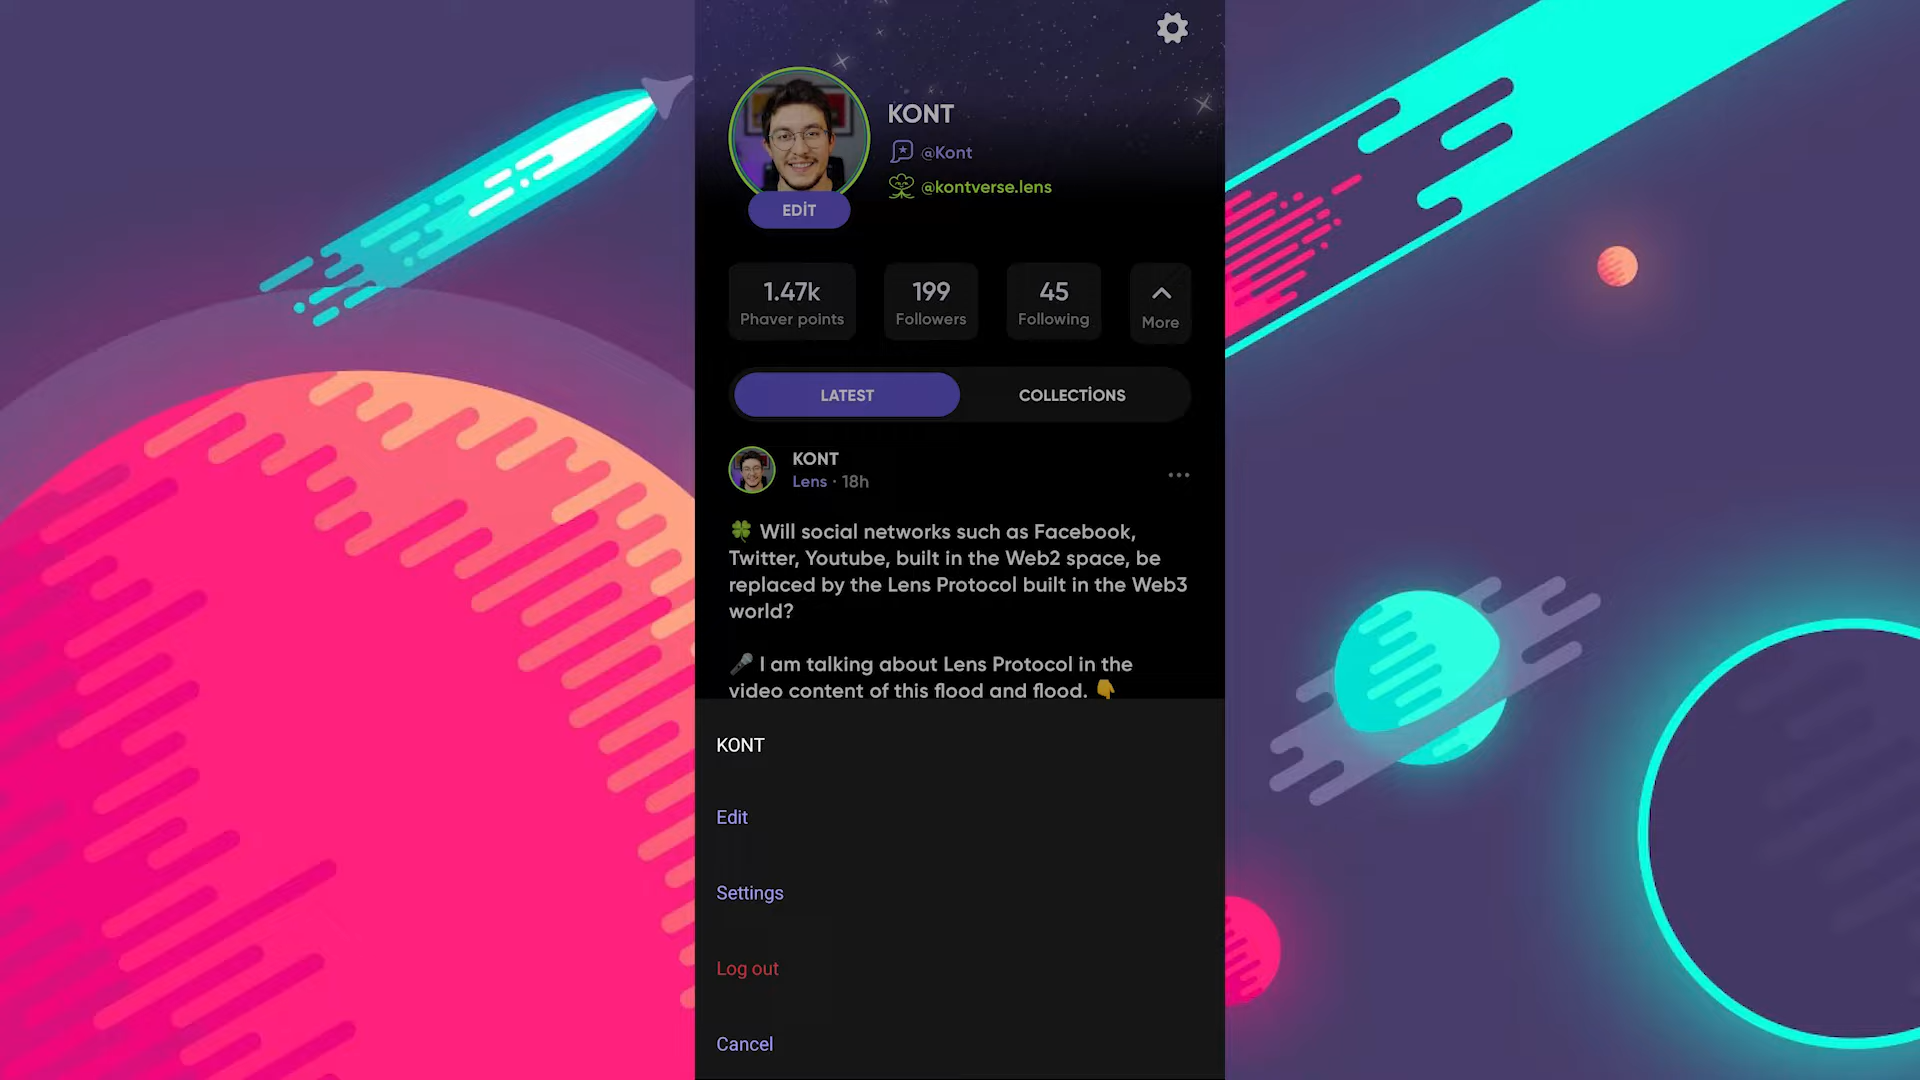 KONT
@Kont
@kontverse.lens
EDİT
1.47k
Phaver points
199
Followers
45
Following
More
LATEST
COLLECTİONS
KONT
Lens · 18h
🍀 Will social networks such as Facebook,
Twitter, Youtube, built in the Web2 space, be
replaced by the Lens Protocol built in the Web3
world?
🎤 I am talking about Lens Protocol in the
video content of this flood and flood. 👇
KONT
Edit
Settings
Log out
Cancel